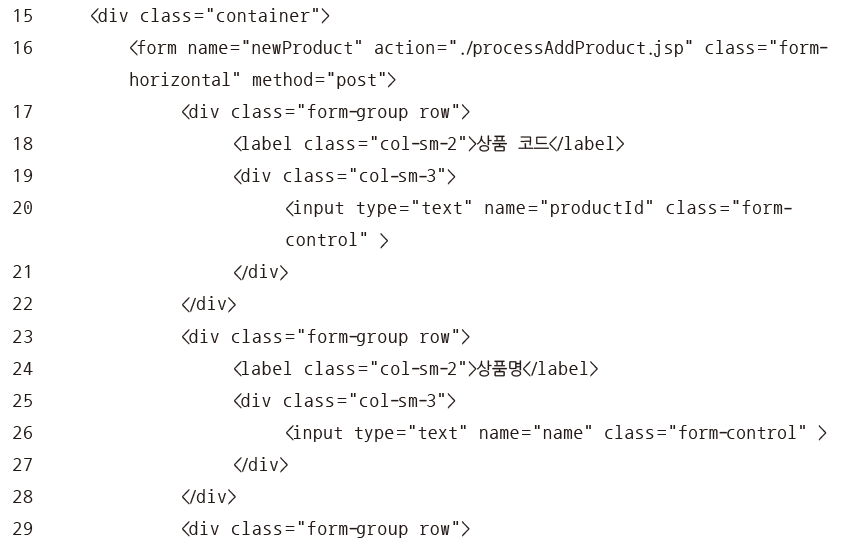 15 <div class="container">
16 <form name="newProduct" action="./processAddProduct.jsp" class="form-
horizontal" method="post">
17 <div class="form-group row">
18 <label class="col-sm-2">상품 코드</label>
19 <div class="col-sm-3">
20 <input type="text" name="productId" class="form-
control" >
21 </div>
22 </div>
23 <div class="form-group row">
24 <label class="col-sm-2">상품명</label>
25 <div class="col-sm-3">
26 <input type="text" name="name" class="form-control" >
27 </div>
28 </div>
29 <div class="form-group row">